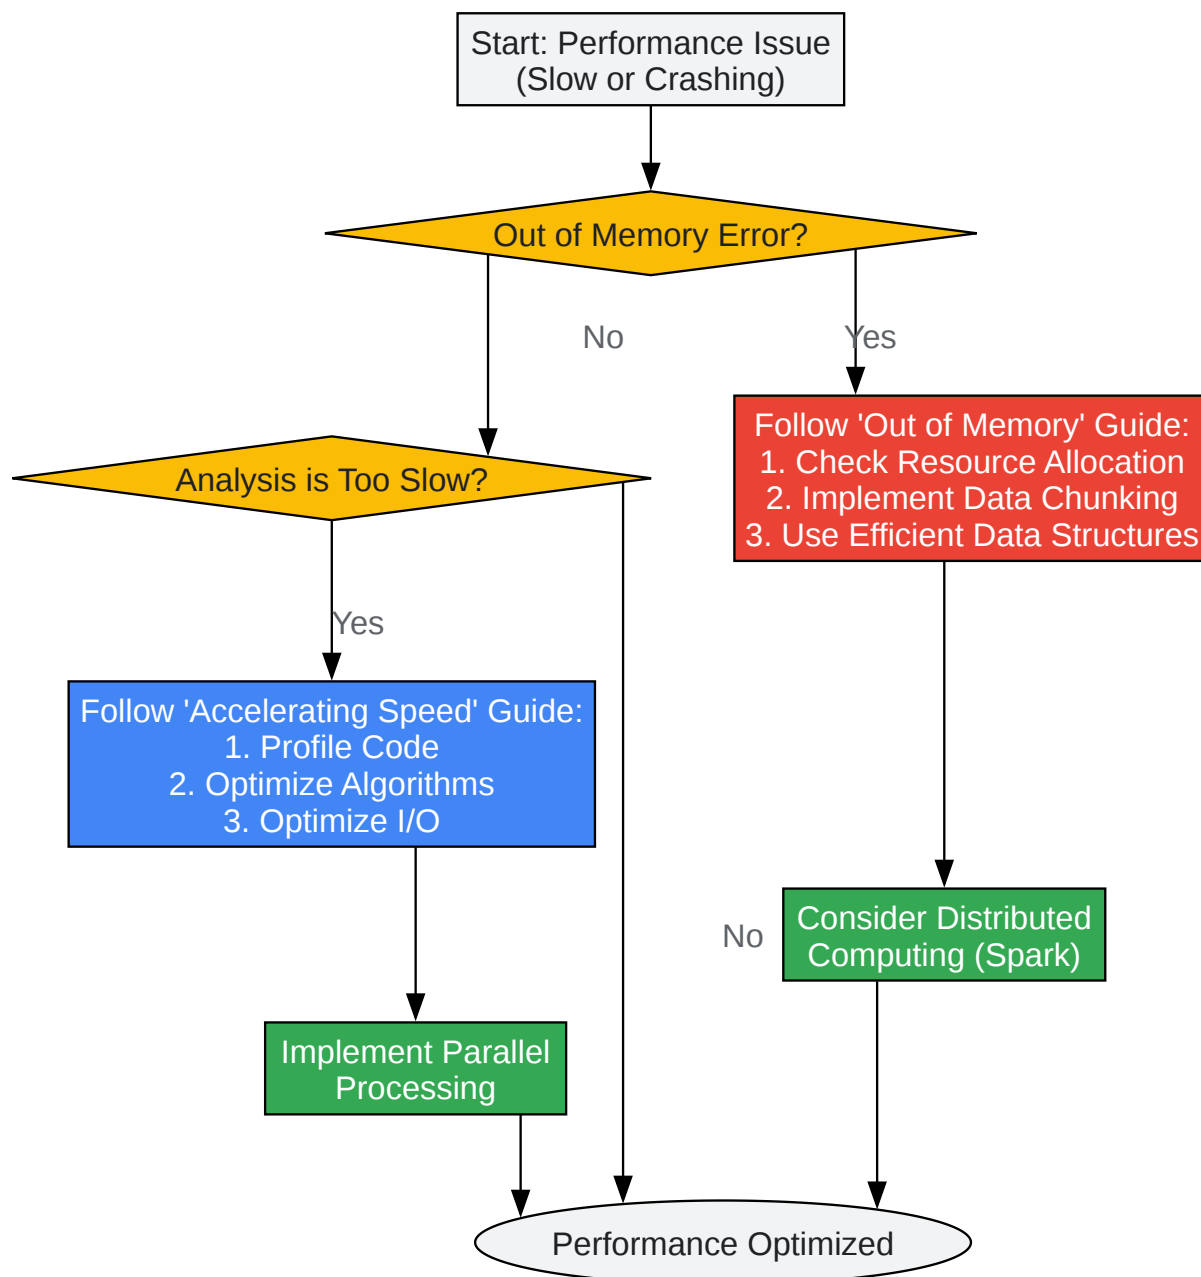 Start: Performance Issue
(Slow or Crashing)
Out of Memory Error?
No
Yes
Follow 'Out of Memory' Guide:
1. Check Resource Allocation
2. Implement Data Chunking
3. Use Efficient Data Structures
Analysis is Too Slow?
Yes
Follow 'Accelerating Speed' Guide:
1. Profile Code
2. Optimize Algorithms
3. Optimize I/O
No
Consider Distributed
Computing (Spark)
Implement Parallel
Processing
Performance Optimized